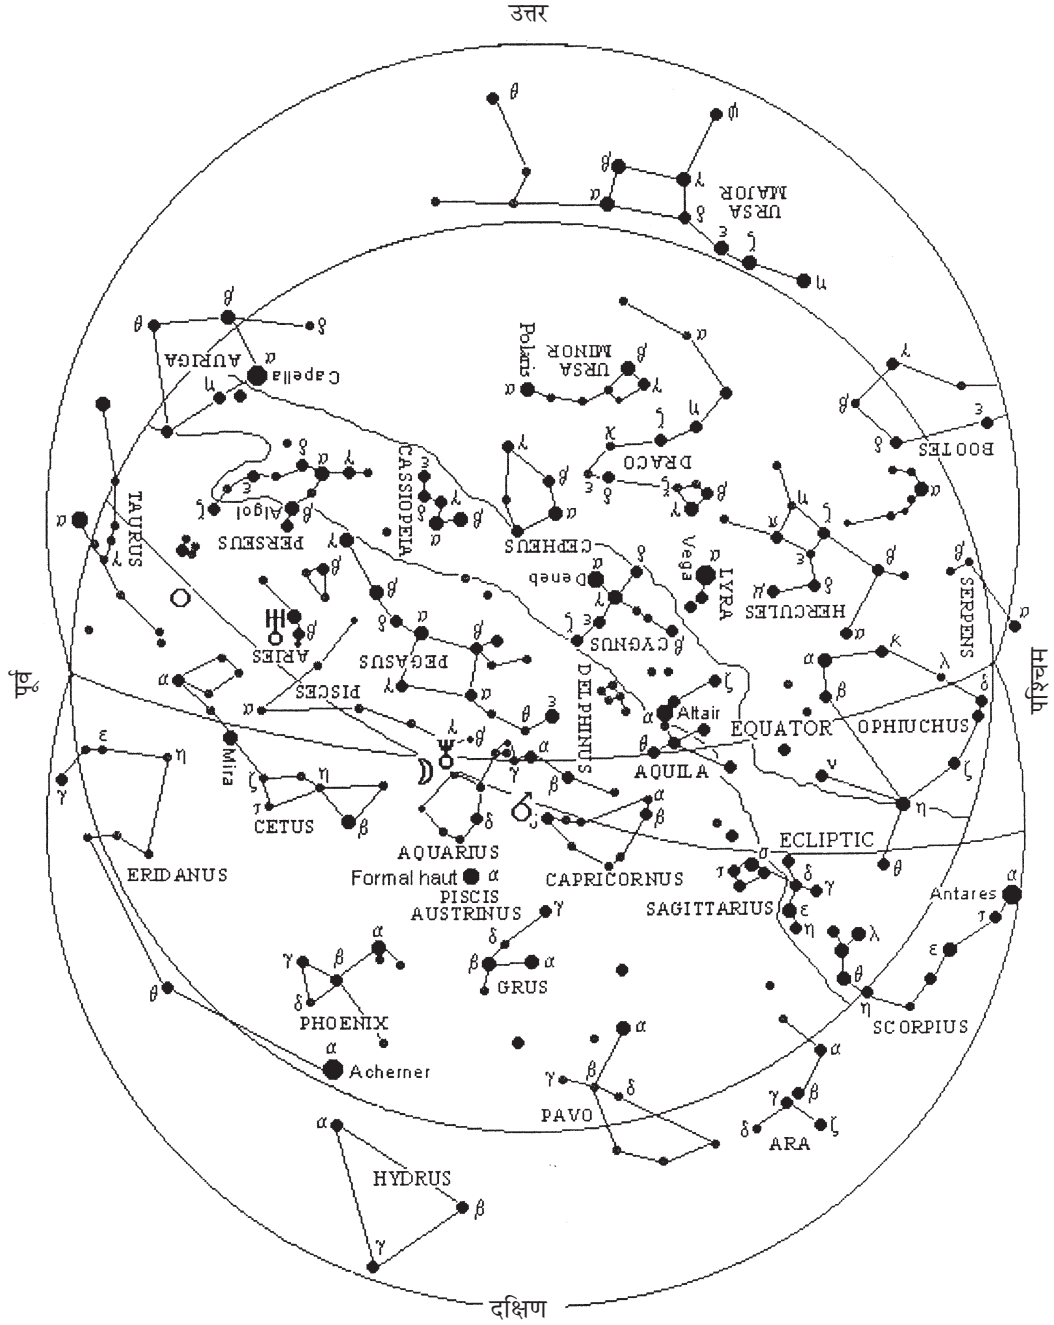 उत्तर
θ
ψ
β
γ
α
δ
URSA
MAJOR
ε
ζ
η
β
θ
δ
AURIGA
α
Capella
η
Polaris
α
URSA
MINOR
β
γ
α
η
ζ
χ
DRACO
ε
δ
γ
β
ε
δ
BOOTES
TAURUS
α
γ
δ
α
γ
ε
ζ
Algol
β
PERSEUS
CASSIOPEIA
ε
δ
γ
α
β
γ
β
α
CEPHEUS
ξ
β
γ
η
ζ
π
ε
δ
μ
HERCULES
β
α
α
SERPENS
β
α
γ
β
β
ARIES
δ
α
PEGASUS
β
γ
α
α
Deneb
δ
γ
ε
ζ
β
CYGNUS
Vega
α
LYRA
α
κ
λ
δ
β
OPHIUCHUS
ν
ζ
η
θ
पूर्व
पश्चिम
α
PISCES
α
γ
β
θ
ε
DELPHINUS
ζ
α
Altair
θ
AQUILA
EQUATOR
Mira
ε
γ
η
ERIDANUS
ζ
τ
η
β
CETUS
γ
α
β
δ
AQUARIUS
α
β
CAPRICORNUS
ECLIPTIC
σ
τ
δ
γ
ε
η
SAGITTARIUS
Formal haut
α
PISCIS
AUSTRINUS
α
Antares
τ
ε
λ
θ
η
SCORPIUS
γ
δ
β
α
GRUS
α
γ
β
δ
PHOENIX
θ
α
Acherner
α
γ
β
δ
PAVO
α
β
γ
δ
ζ
ARA
α
HYDRUS
β
γ
दक्षिण